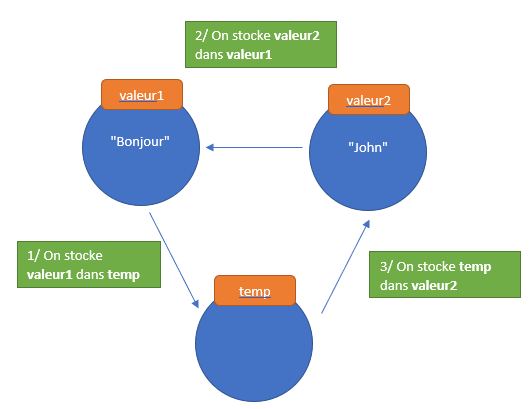 2/ On stocke valeur2
dans valeur1
valeur1
valeur2
"Bonjour"
"John"
1/ On stocke
valeur1 dans temp
3/ On stocke temp
dans valeur2
temp